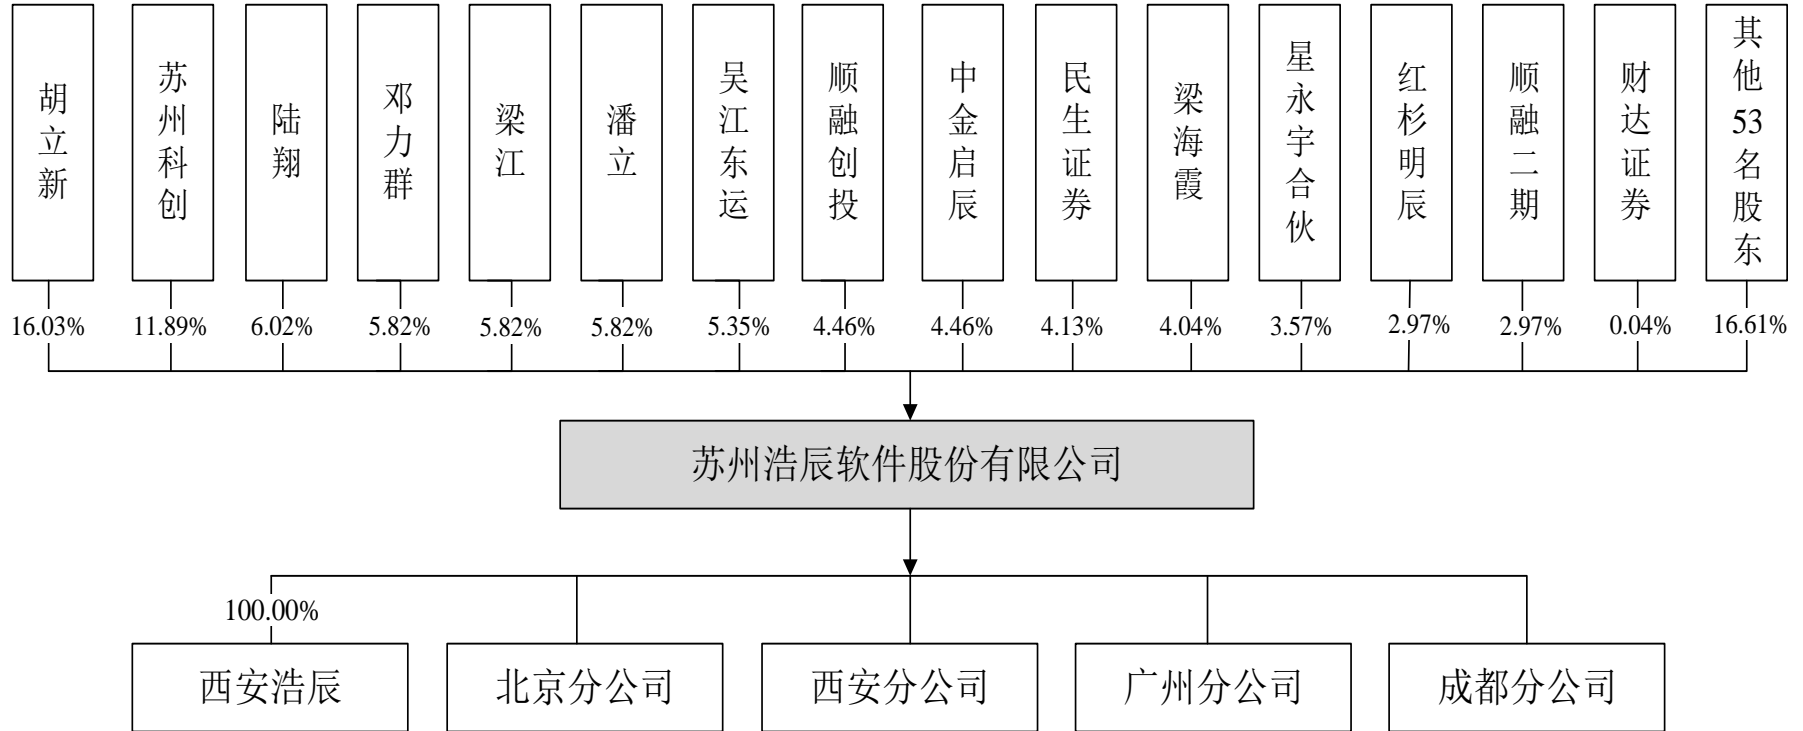 胡立新
苏州科创
陆翔
邓力群
梁江
潘立
吴江东运
顺融创投
中金启辰
民生证券
梁海霞
星永宇合伙
红杉明辰
顺融二期
财达证券
其他53名股东
16.03%
11.89%
6.02%
5.82%
5.82%
5.82%
5.35%
4.46%
4.46%
4.13%
4.04%
3.57%
2.97%
2.97%
0.04%
16.61%
苏州浩辰软件股份有限公司
100.00%
西安浩辰
北京分公司
西安分公司
广州分公司
成都分公司